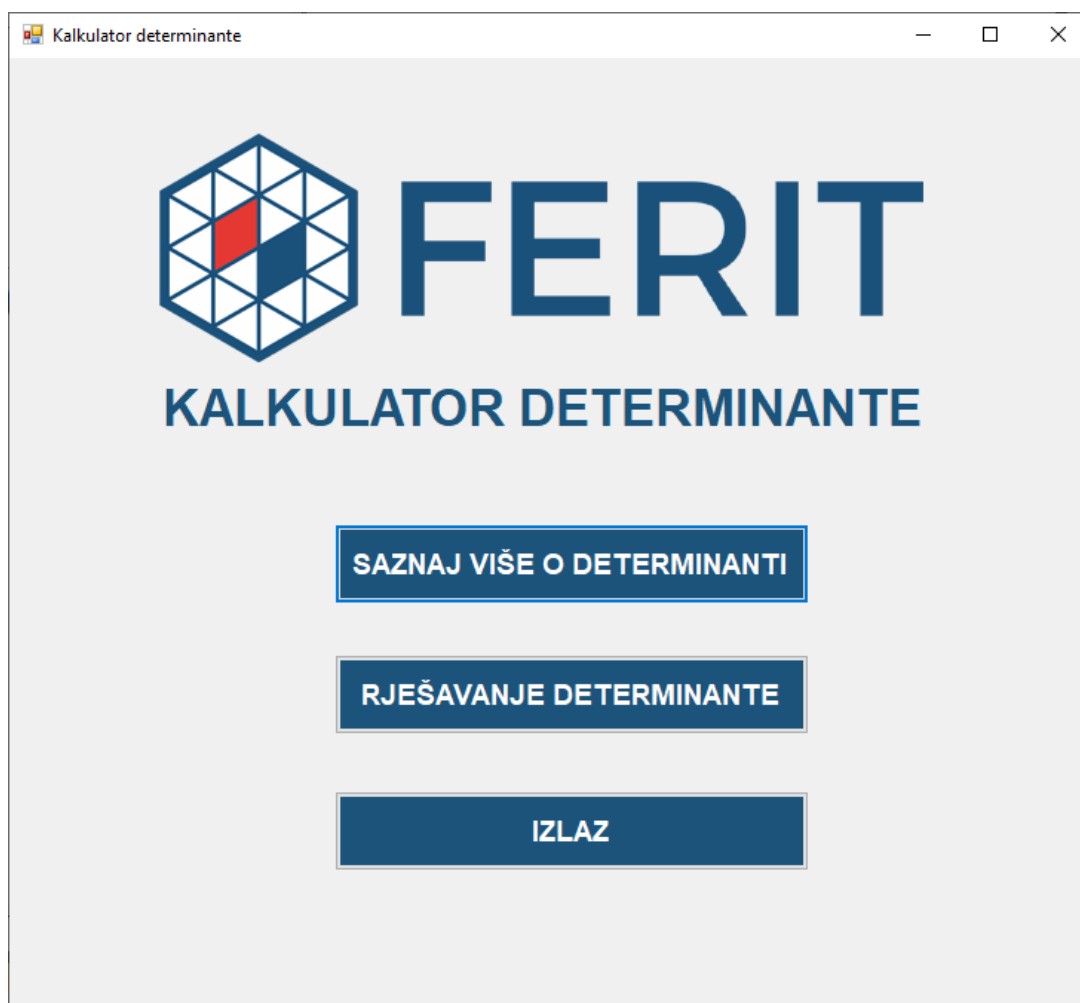 Kalkulator determinante
FERIT
KALKULATOR DETERMINANTE
SAZNAJ VIŠE O DETERMINANTI
RJEŠAVANJE DETERMINANTE
IZLAZ